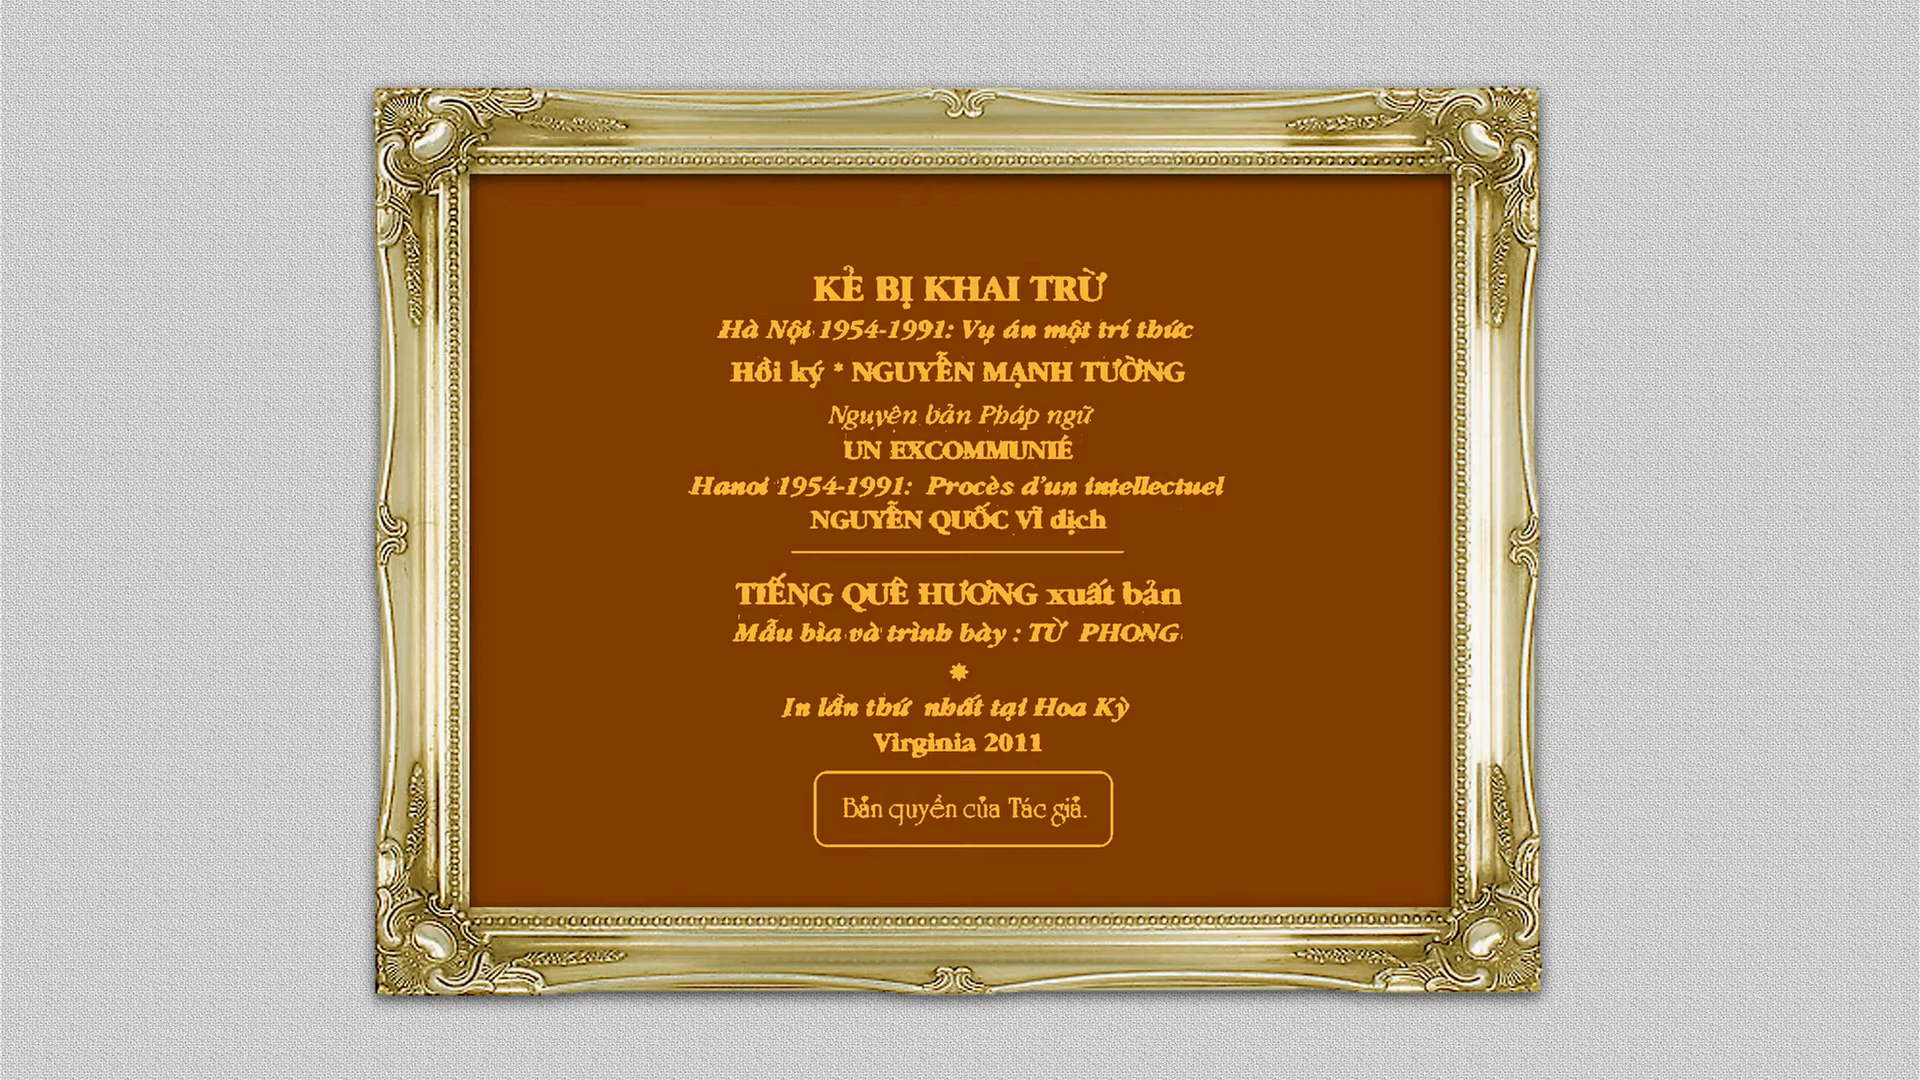 KẺ BỊ KHAI TRỪ
Hà Nội 1954-1991: Vụ án một trí thức
Hồi ký * NGUYỄN MẠNH TƯỜNG
Nguyên bản Pháp ngữ
UN EXCOMMUNIÉ
Hanoi 1954-1991: Procès d'un intellectuel
NGUYỄN QUỐC VĨ dịch
TIẾNG QUÊ HƯƠNG xuất bản
Mẫu bìa và trình bày : TỪ PHONG
In lần thứ nhất tại Hoa Kỳ
Virginia 2011
Bản quyền của Tác giả.